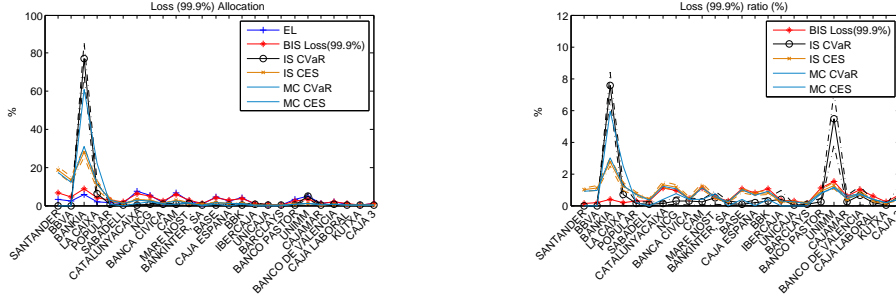 Loss (99.9%) Allocation
100
80
60
40
20
0
%
EL
BIS Loss(99.9%)
IS CVaR
IS CES
MC CVaR
MC CES
SANTANDER
BBVA
BANKIA
LA CAIXA
POPULAR
SABADELL
CATALUNYACAIXA
NCG
BANCA CIVICA
CAM
MARE NOST
BANKINTER, SA
BASE
CAJA ESPAÑA
BBK
IBERCAJA
UNICAJA
BARCLAYS
BANCO PASTOR
UNIMM
CAJAMAR
BANCO DE VALENCIA
CAJA LABORAL
KUTXA
CAJA 3
Loss (99.9%) ratio (%)
12
10
8
6
4
2
0
%
BIS Loss(99.9%)
IS CVaR
IS CES
MC CVaR
MC CES
SANTANDER
BBVA
BANKIA
LA CAIXA
POPULAR
SABADELL
CATALUNYACAIXA
NCG
BANCA CIVICA
CAM
MARE NOST
BANKINTER, SA
BASE
CAJA ESPAÑA
BBK
IBERCAJA
UNICAJA
BARCLAYS
BANCO PASTOR
UNIMM
CAJAMAR
BANCO DE VALENCIA
CAJA LABORAL
KUTXA
CAJA